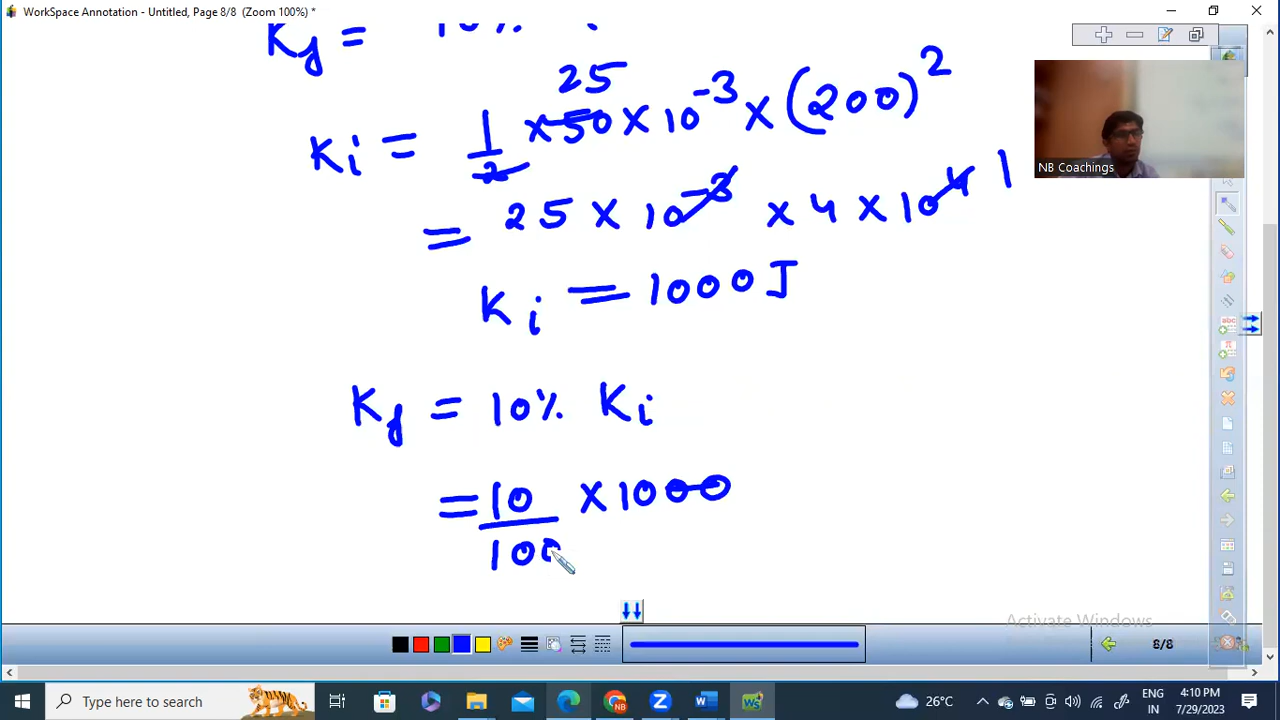 WorkSpace Annotation - Untitled, Page 8/8 (Zoom 100%) *
Kf = 10%
25
Ki = 1/2 × 50 × 10^-3 × (200)^2
= 25 × 10^-3 × 4 × 10^4 1
Ki = 1000 J
Kf = 10% Ki
= 10/100 × 1000
NB Coachings
Activate Windows
8/8
Type here to search
26°C
ENG
IN
4:10 PM
7/29/2023